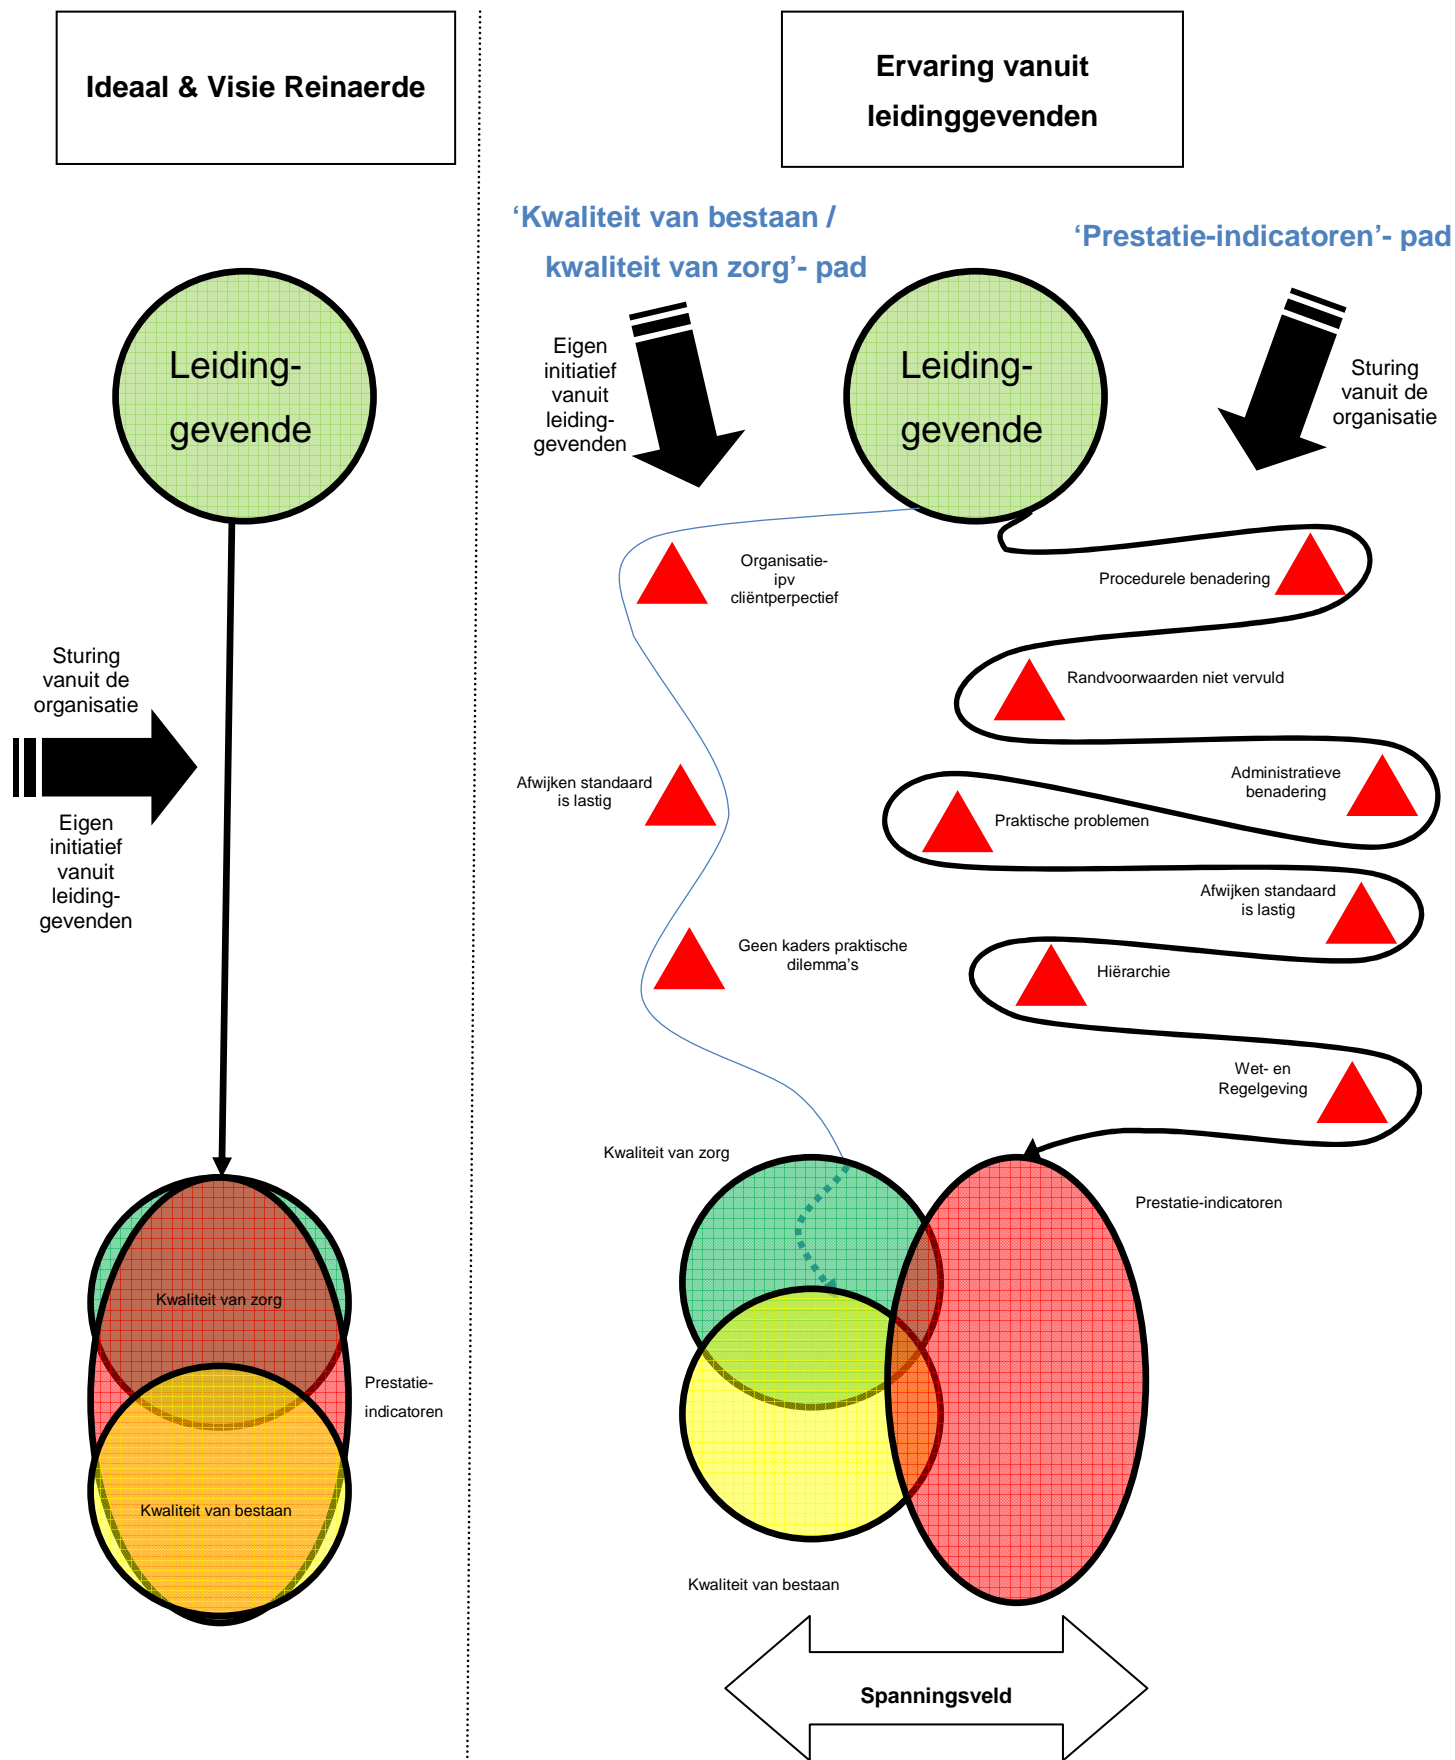 Ideaal & Visie Reinaerde
Leiding-
gevende
Sturing
vanuit de
organisatie
Eigen
initiatief
vanuit
leiding-
gevenden
Kwaliteit van zorg
Prestatie-
indicatoren
Kwaliteit van bestaan
Ervaring vanuit
leidinggevenden
‘Kwaliteit van bestaan /
kwaliteit van zorg’- pad
‘Prestatie-indicatoren’- pad
Eigen
initiatief
vanuit
leiding-
gevenden
Leiding-
gevende
Sturing
vanuit de
organisatie
Organisatie-
ipv
cliëntperpectief
Afwijken standaard
is lastig
Geen kaders praktische
dilemma’s
Procedurele benadering
Randvoorwaarden niet vervuld
Administratieve
benadering
Praktische problemen
Afwijken standaard
is lastig
Hiërarchie
Wet- en
Regelgeving
Kwaliteit van zorg
Prestatie-indicatoren
Kwaliteit van bestaan
Spanningsveld